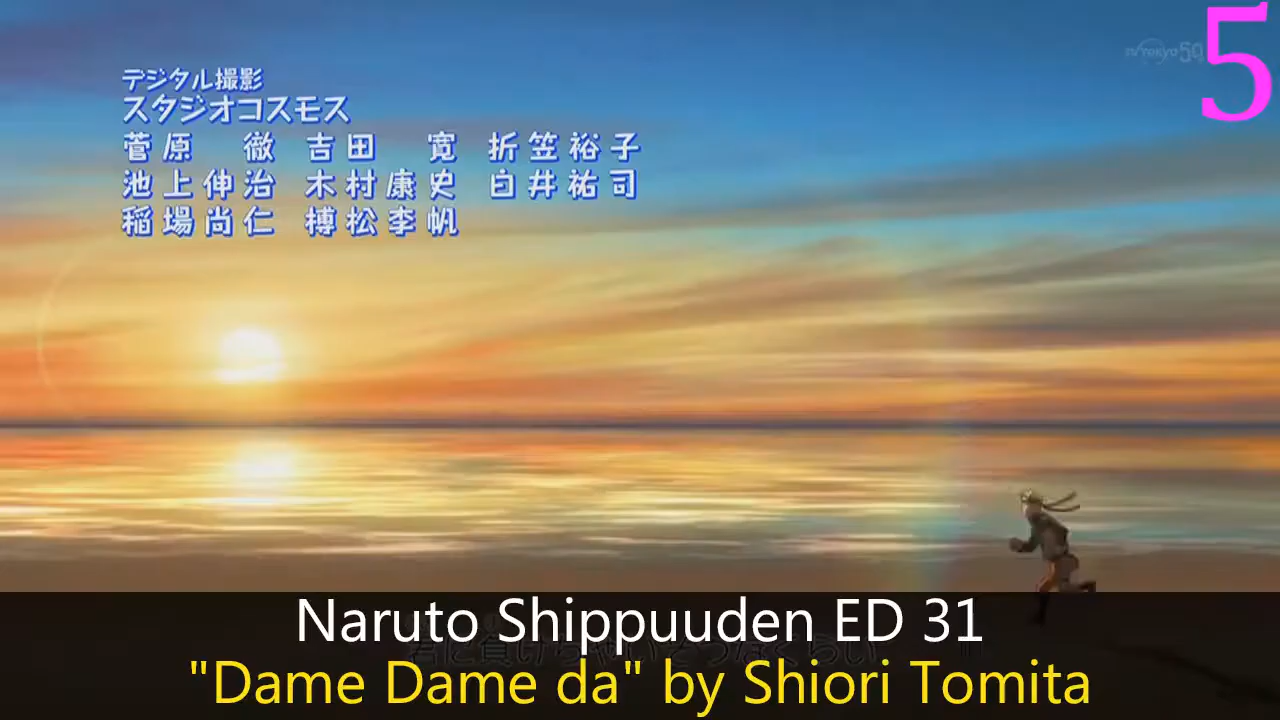 5
デジタル撮影
スタジオコスモス
菅原 徹 吉田 寛 折笠裕子
池上伸治 木村康史 白井祐司
稲場尚仁 榑松李帆
Naruto Shippuuden ED 31
"Dame Dame da" by Shiori Tomita